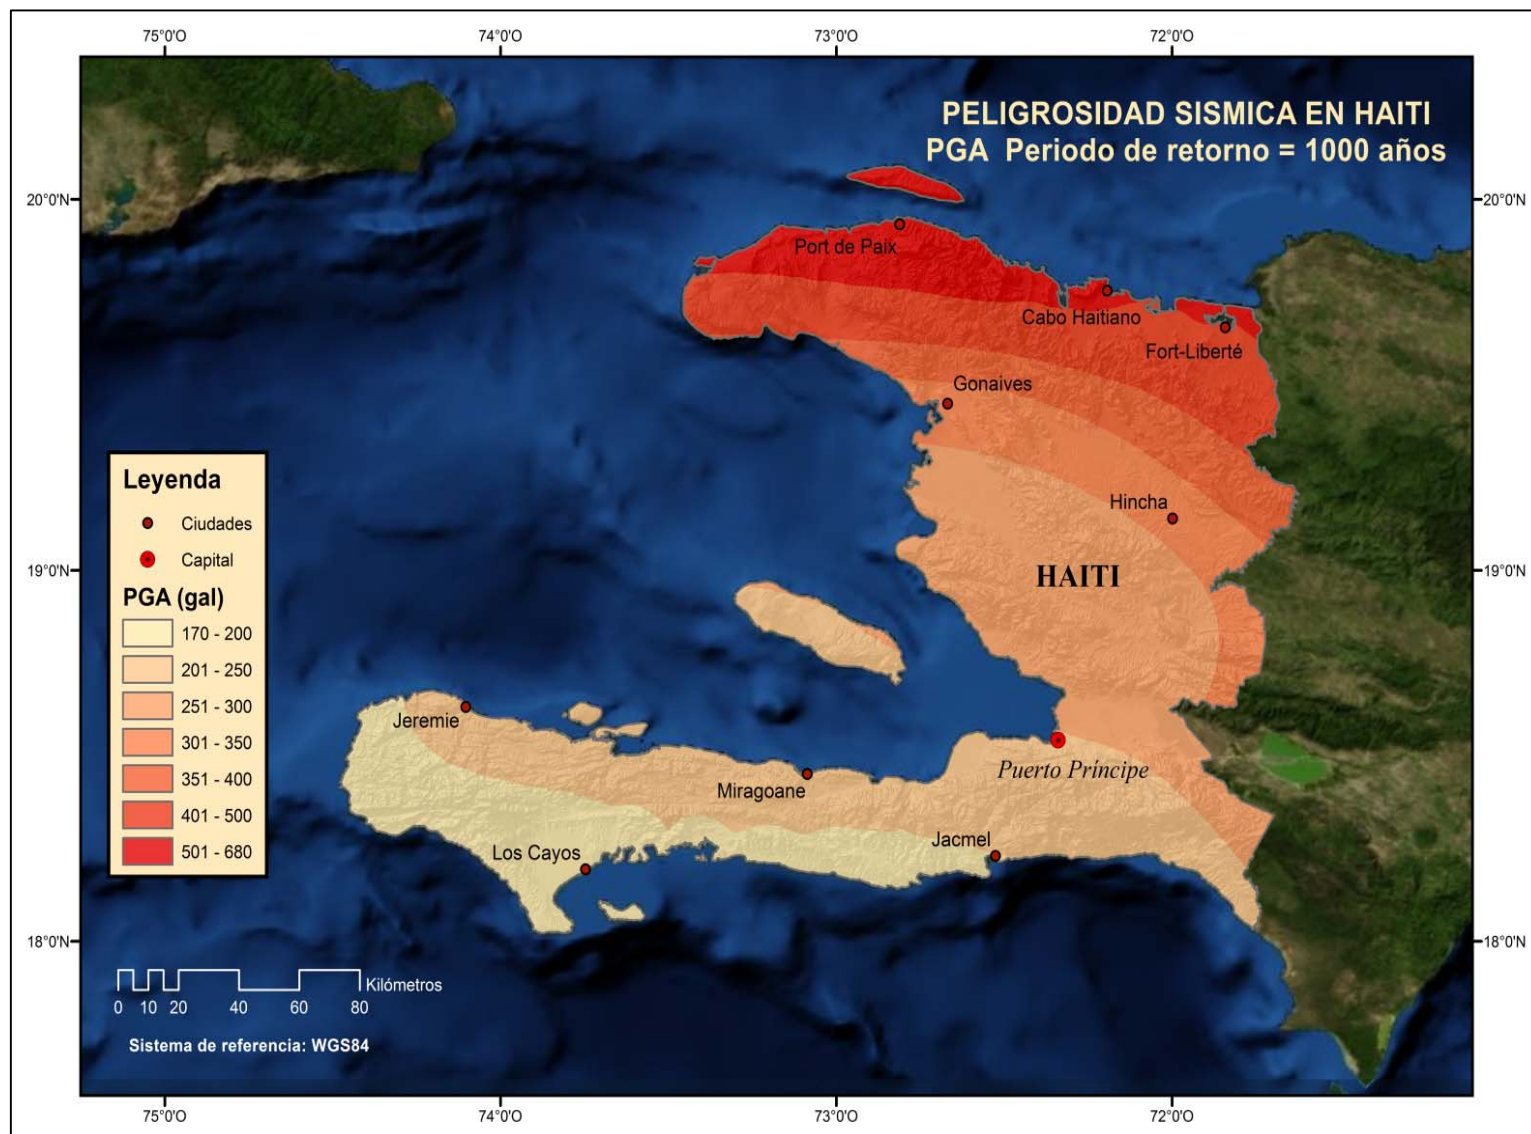 75°0'O 74°0'O 73°0'O 72°0'O
PELIGROSIDAD SISMICA EN HAITI
PGA Periodo de retorno = 1000 años
20°0'N 20°0'N
Port de Paix
Cabo Haitiano
Fort-Liberté
Gonaives
Hincha
HAITI
19°0'N 19°0'N
Leyenda
Ciudades
Capital
PGA (gal)
170 - 200
201 - 250
251 - 300
301 - 350
351 - 400
401 - 500
501 - 680
Jeremie
Puerto Príncipe
Miragoane
Jacmel
Los Cayos
18°0'N 18°0'N
Kilómetros
0 10 20 40 60 80
Sistema de referencia: WGS84
75°0'O 74°0'O 73°0'O 72°0'O